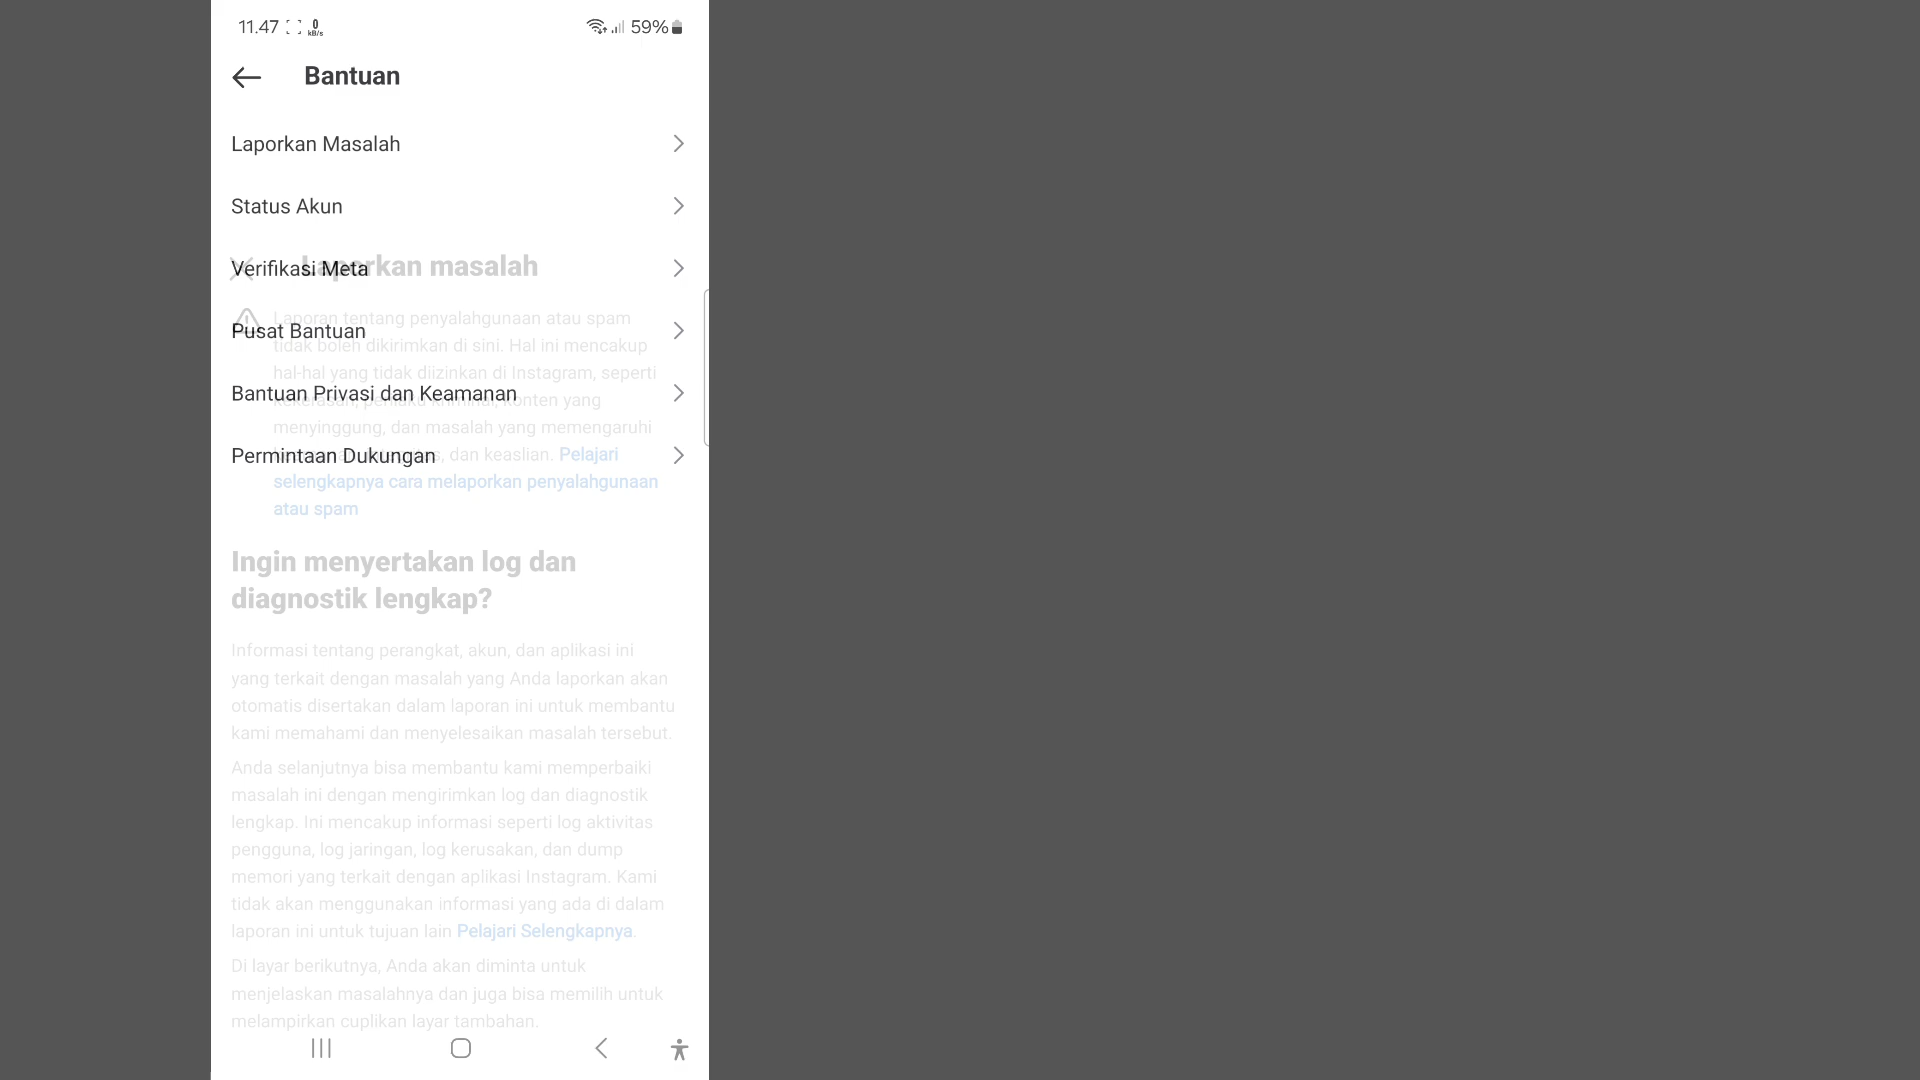 11.47 0 kB/s 59%
Bantuan
Laporkan Masalah
Status Akun
Verifikasi Meta
Laporkan masalah
Pusat Bantuan
Bantuan Privasi dan Keamanan
Permintaan Dukungan
Laporan tentang penyalahgunaan atau spam
tidak boleh dikirimkan di sini. Hal ini mencakup
hal-hal yang tidak diizinkan di Instagram, seperti
kekerasan, perilaku kriminal, konten yang
menyinggung, dan masalah yang memengaruhi
dan keaslian. Pelajari
selengkapnya cara melaporkan penyalahgunaan
atau spam
Ingin menyertakan log dan
diagnostik lengkap?
Informasi tentang perangkat, akun, dan aplikasi ini
yang terkait dengan masalah yang Anda laporkan akan
otomatis disertakan dalam laporan ini untuk membantu
kami memahami dan menyelesaikan masalah tersebut.
Anda selanjutnya bisa membantu kami memperbaiki
masalah ini dengan mengirimkan log dan diagnostik
lengkap. Ini mencakup informasi seperti log aktivitas
pengguna, log jaringan, log kerusakan, dan dump
memori yang terkait dengan aplikasi Instagram. Kami
tidak akan menggunakan informasi yang ada di dalam
laporan ini untuk tujuan lain Pelajari Selengkapnya.
Di layar berikutnya, Anda akan diminta untuk
menjelaskan masalahnya dan juga bisa memilih untuk
melampirkan cuplikan layar tambahan.